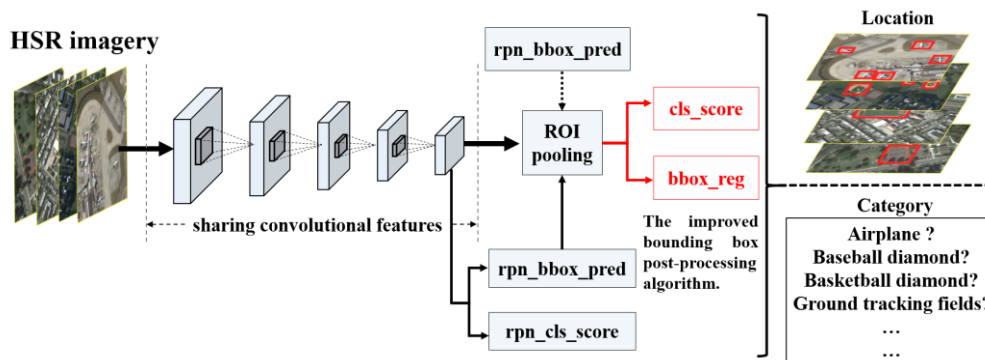 HSR imagery
sharing convolutional features
rpn_bbox_pred
ROI
pooling
rpn_bbox_pred
rpn_cls_score
cls_score
bbox_reg
The improved
bounding box
post-processing
algorithm.
Location
Category
Airplane ?
Baseball diamond?
Basketball diamond?
Ground tracking fields?
...
...